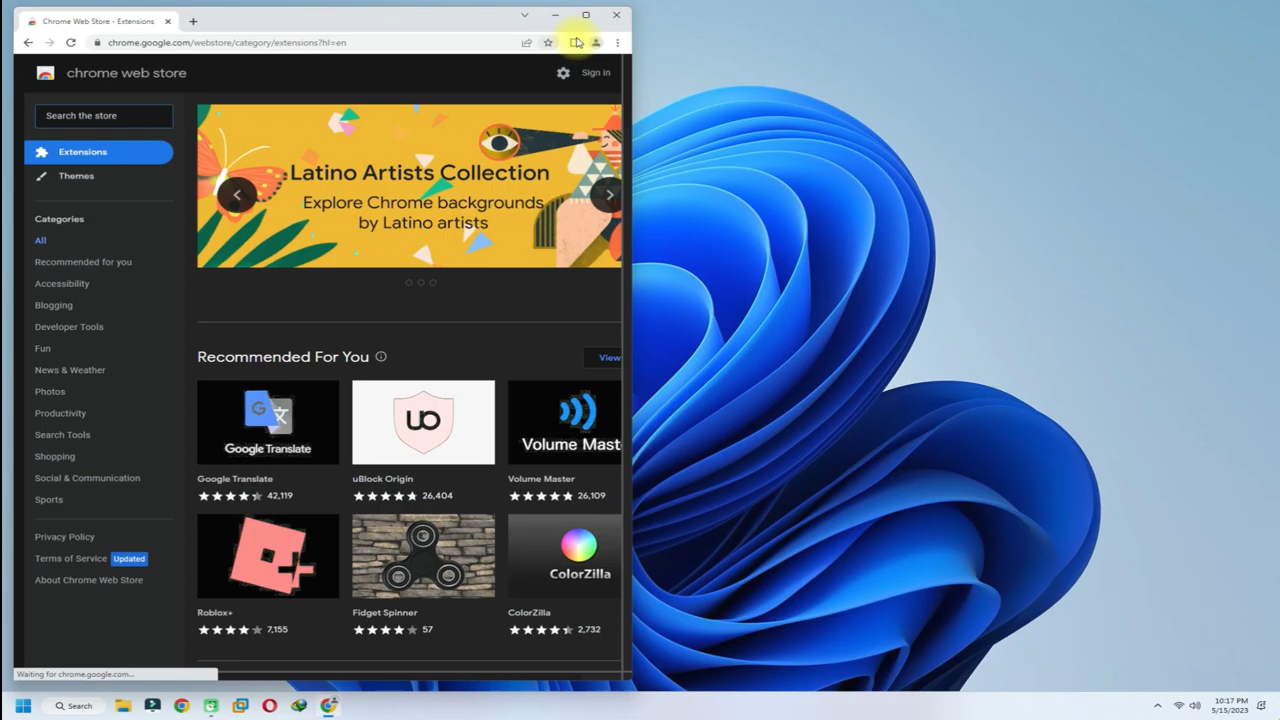 Chrome Web Store - Extensions
chrome.google.com/webstore/category/extensions?hl=en
chrome web store
Sign in
Search the store
Extensions
Themes
Categories
All
Recommended for you
Accessibility
Blogging
Developer Tools
Fun
News & Weather
Photos
Productivity
Search Tools
Shopping
Social & Communication
Sports
Privacy Policy
Terms of Service Updated
About Chrome Web Store
Latino Artists Collection
Explore Chrome backgrounds
by Latino artists
Recommended For You
View
G
Google Translate
uo
Volume Mast
Google Translate
42,119
uBlock Origin
26,404
Volume Master
26,109
ColorZilla
Roblox+
7,155
Fidget Spinner
57
ColorZilla
2,732
Waiting for chrome.google.com...
Search
10:17 PM
5/15/2023